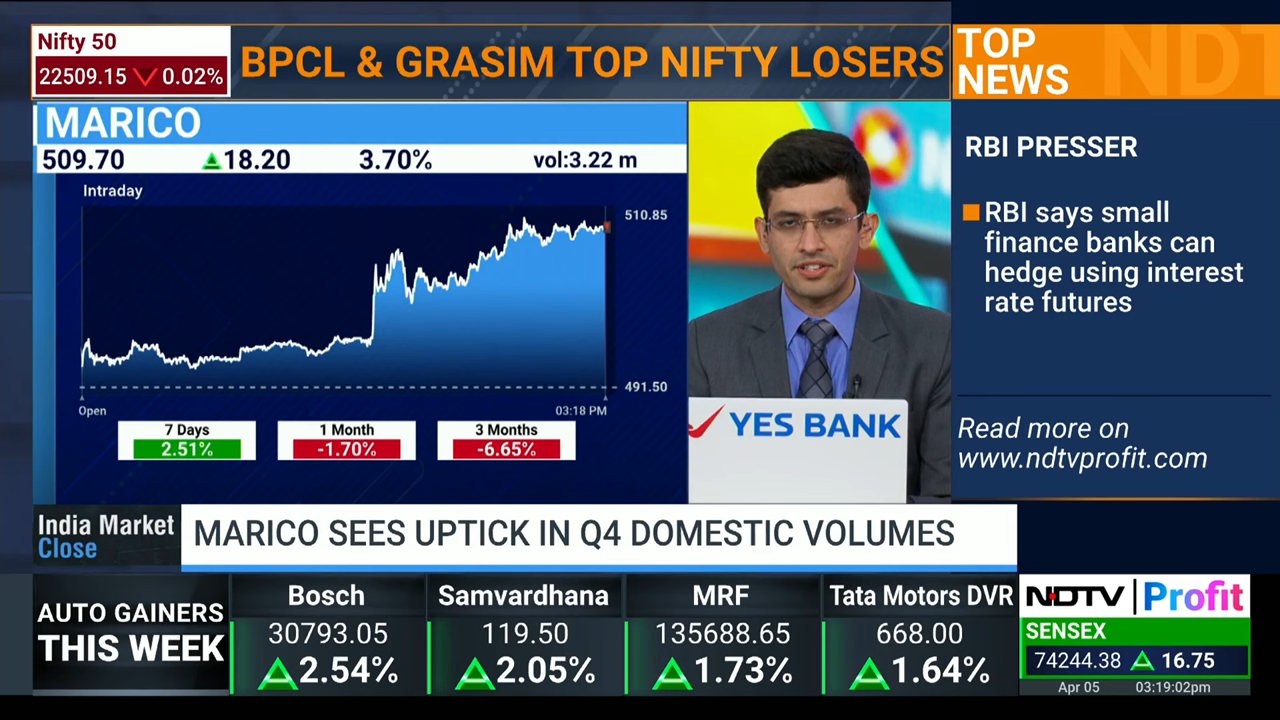 Nifty 50
22509.15 ▼ 0.02%
BPCL & GRASIM TOP NIFTY LOSERS
TOP
NEWS
NDT
MARICO
509.70 ▲18.20 3.70% vol:3.22 m
Intraday
510.85
491.50
Open 03:18 PM
7 Days
2.51%
1 Month
-1.70%
3 Months
-6.65%
YES BANK
RBI PRESSER
RBI says small
finance banks can
hedge using interest
rate futures
Read more on
www.ndtvprofit.com
India Market
Close
MARICO SEES UPTICK IN Q4 DOMESTIC VOLUMES
AUTO GAINERS
THIS WEEK
Bosch
30793.05
▲2.54%
Samvardhana
119.50
▲2.05%
MRF
135688.65
▲1.73%
Tata Motors DVR
668.00
▲1.64%
NDTV Profit
SENSEX
74244.38 ▲ 16.75
Apr 05 03:19:02pm